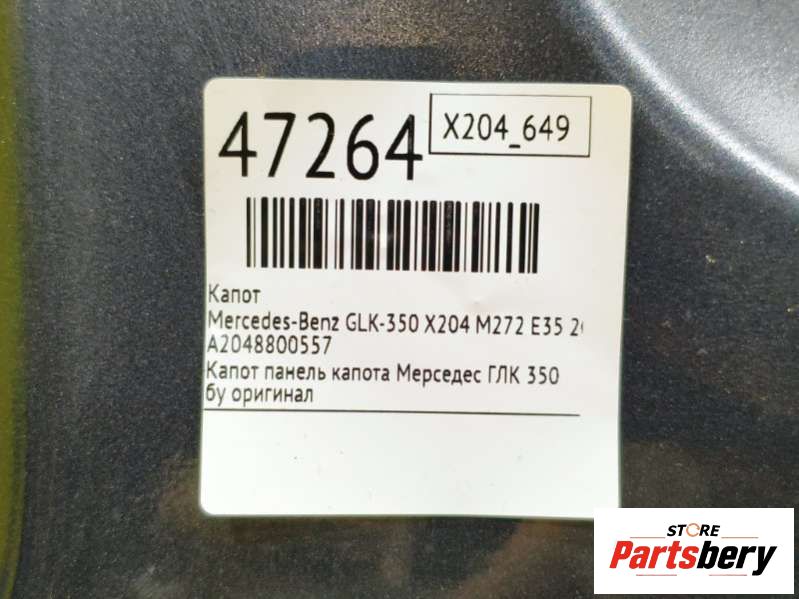 47264
X204_649
Капот
Mercedes-Benz GLK-350 X204 M272 E35
A2048800557
Капот панель капота Мерседес ГЛК 350
бу оригинал
STORE
Partsbery